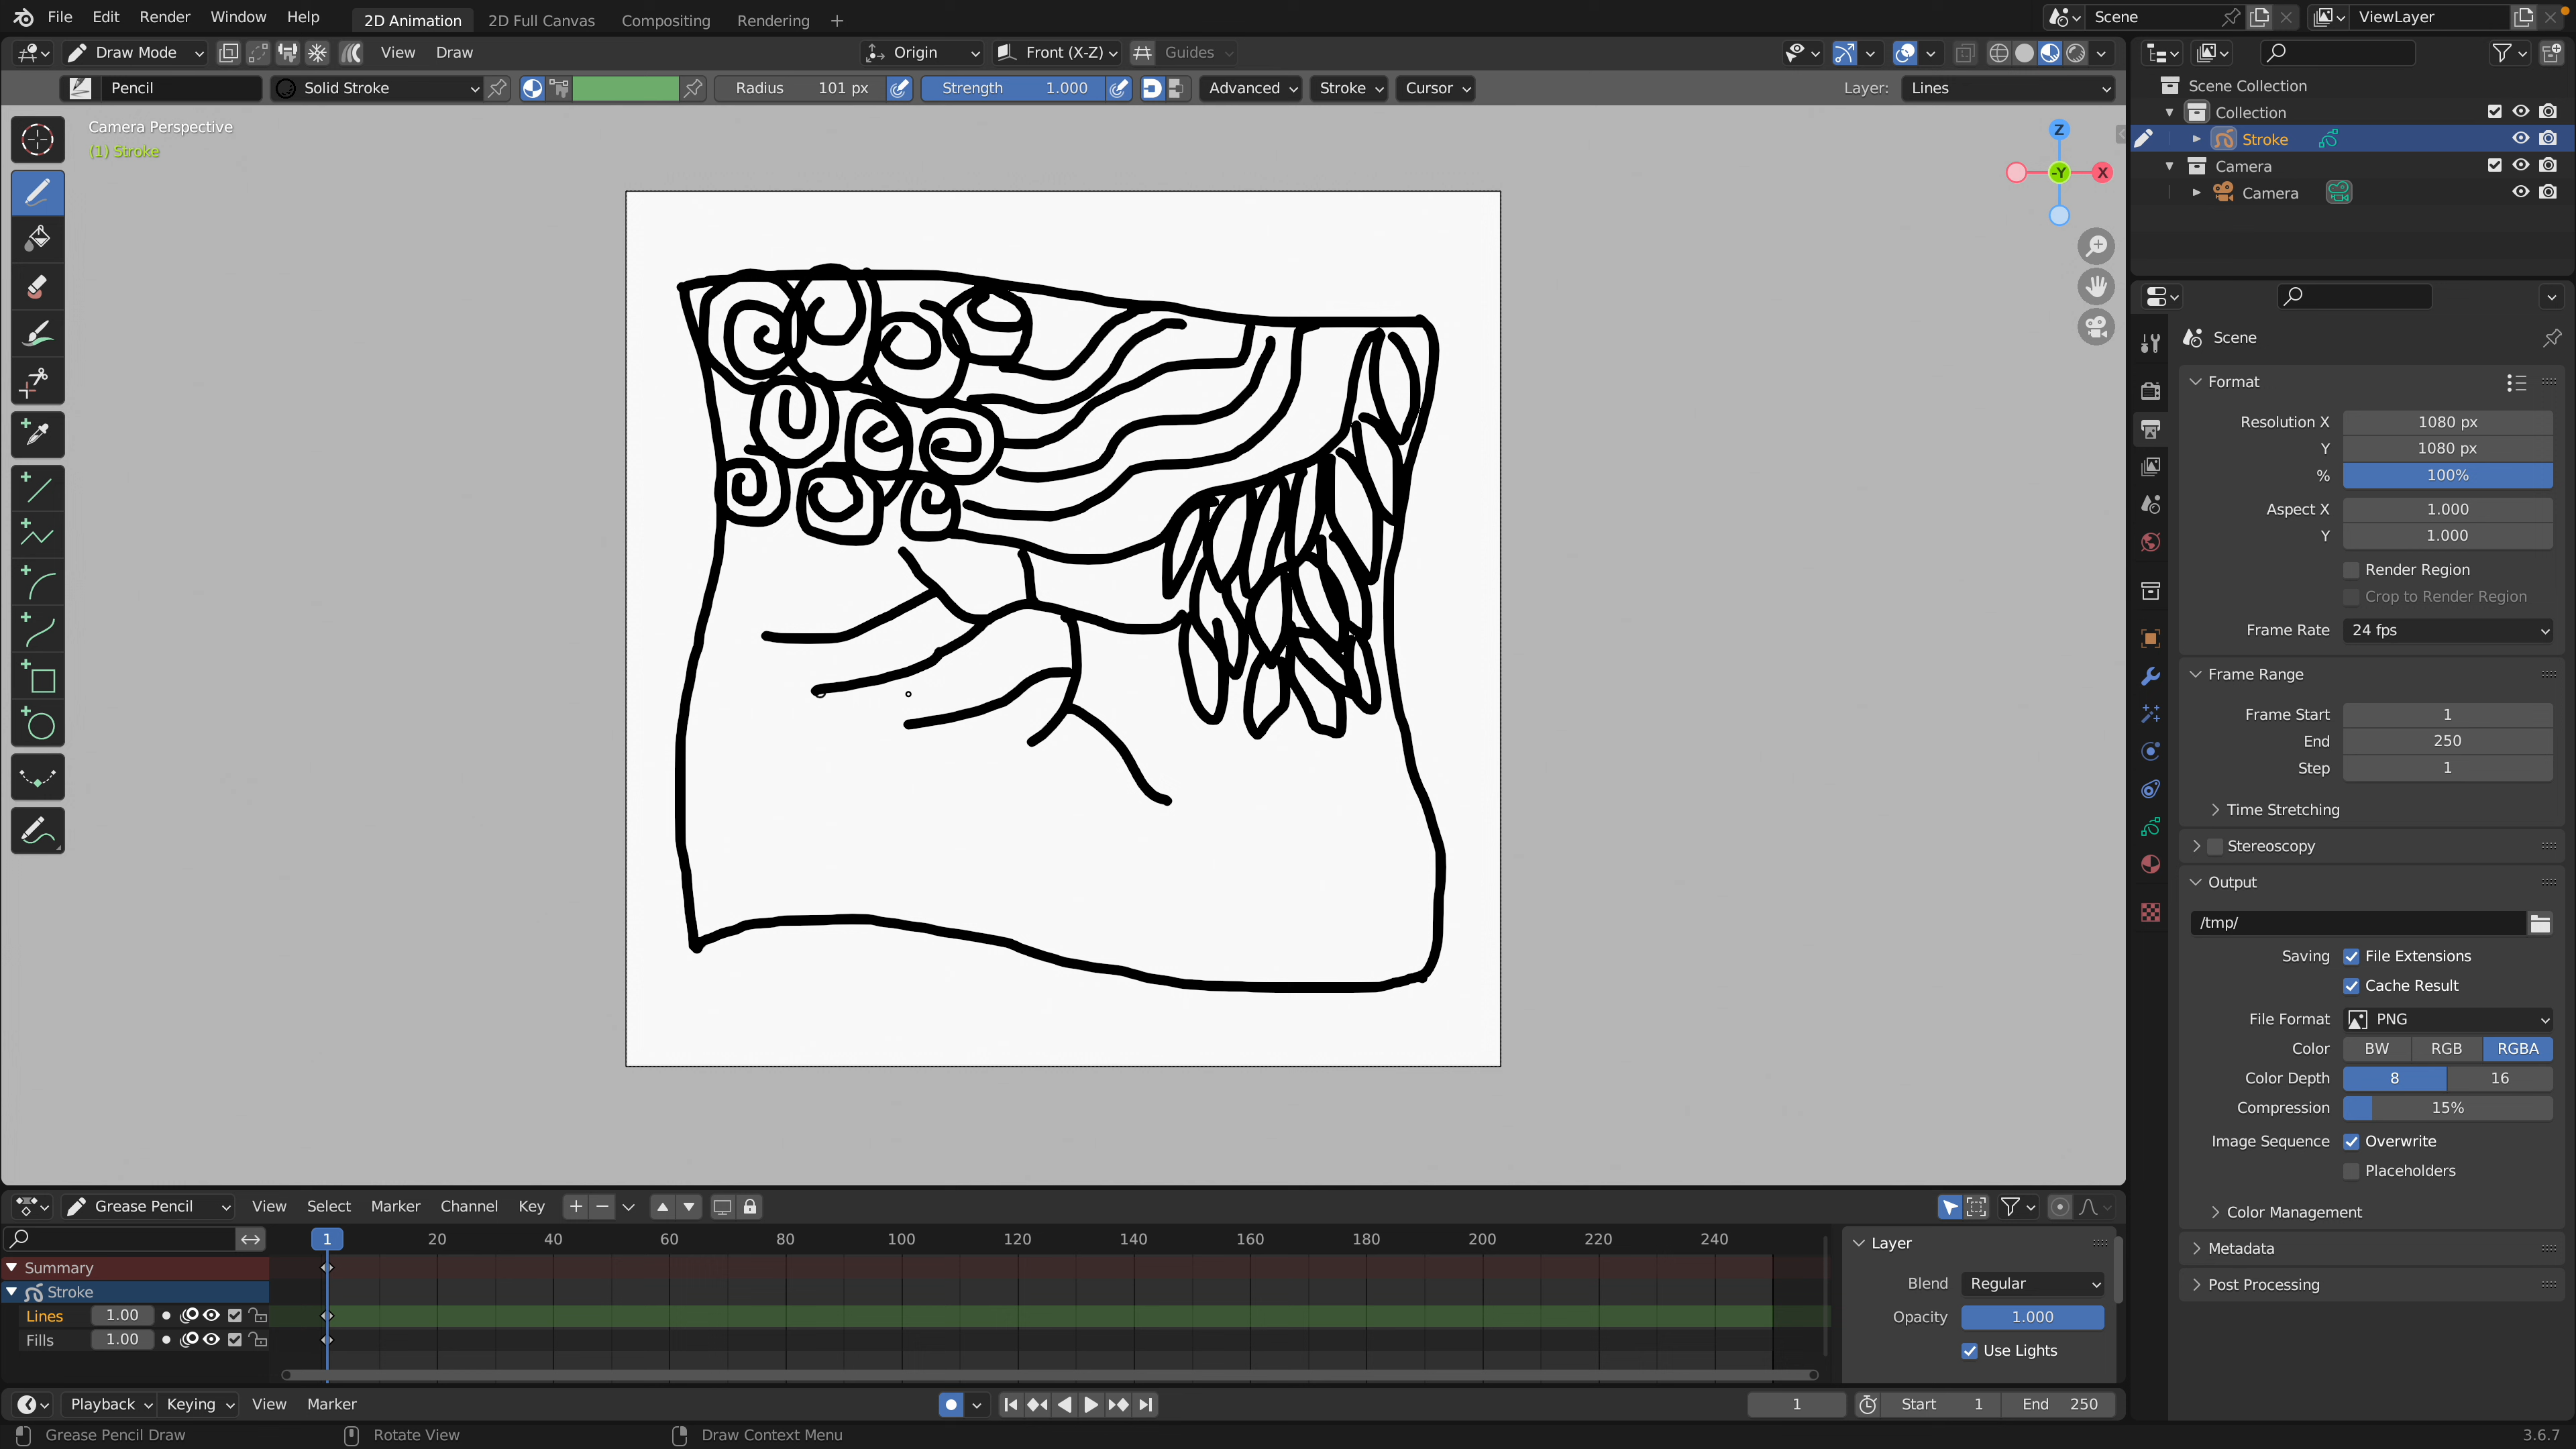 File Edit Render Window Help 2D Animation 2D Full Canvas Compositing Rendering + Scene ViewLayer
Draw Mode View Draw Origin Front (X-Z) Guides
Pencil Solid Stroke Radius 101 px Strength 1.000 Advanced Stroke Cursor Layer: Lines
Camera Perspective
(1) Stroke
Z
-Y X
Scene Collection
Collection
Stroke
Camera
Camera
Scene
Format
Resolution X 1080 px
Y 1080 px
% 100%
Aspect X 1.000
Y 1.000
Render Region
Crop to Render Region
Frame Rate 24 fps
Frame Range
Frame Start 1
End 250
Step 1
Time Stretching
Stereoscopy
Output
/tmp/
Saving File Extensions
Cache Result
File Format PNG
Color BW RGB RGBA
Color Depth 8 16
Compression 15%
Image Sequence Overwrite
Placeholders
Color Management
Metadata
Post Processing
Grease Pencil View Select Marker Channel Key
1 20 40 60 80 100 120 140 160 180 200 220 240
Summary
Stroke
Lines 1.00
Fills 1.00
Layer
Blend Regular
Opacity 1.000
Use Lights
Playback Keying View Marker 1 Start 1 End 250
Grease Pencil Draw Rotate View Draw Context Menu 3.6.7